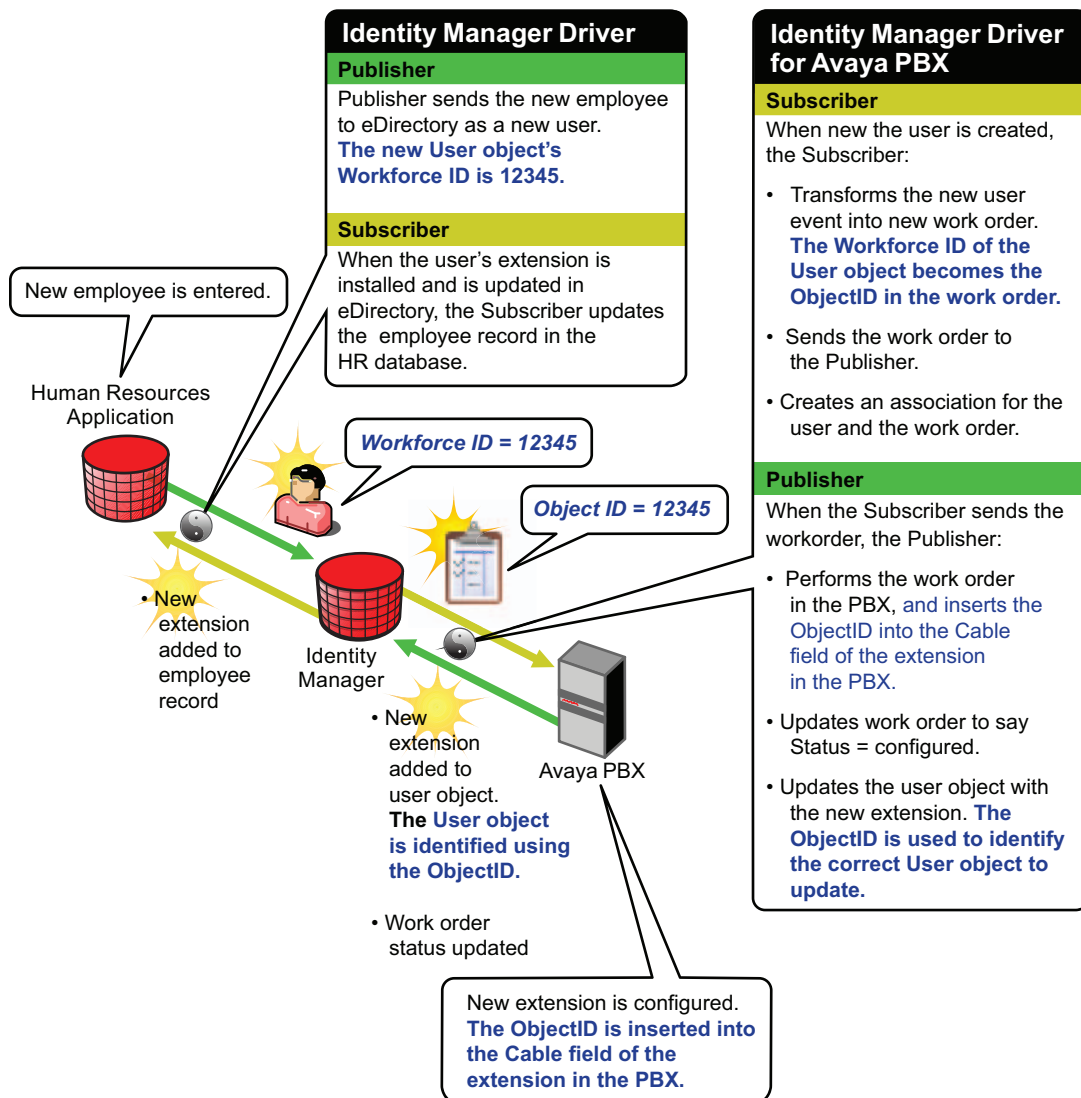 Identity Manager Driver
Publisher
Publisher sends the new employee
to eDirectory as a new user.
The new User object's
Workforce ID is 12345.
Subscriber
When the user's extension is
installed and is updated in
eDirectory, the Subscriber updates
the employee record in the
HR database.
Identity Manager Driver
for Avaya PBX
Subscriber
When new the user is created,
the Subscriber:
• Transforms the new user
event into new work order.
The Workforce ID of the
User object becomes the
ObjectID in the work order.
• Sends the work order to
the Publisher.
• Creates an association for the
user and the work order.
Publisher
When the Subscriber sends the
workorder, the Publisher:
• Performs the work order
in the PBX, and inserts the
ObjectID into the Cable
field of the extension
in the PBX.
• Updates work order to say
Status = configured.
• Updates the user object with
the new extension. The
ObjectID is used to identify
the correct User object to
update.
New employee is entered.
Human Resources
Application
Workforce ID = 12345
Object ID = 12345
• New
extension
added to
employee
record
Identity
Manager
• New
extension
added to
user object.
The User object
is identified using
the ObjectID.
• Work order
status updated
Avaya PBX
New extension is configured.
The ObjectID is inserted into
the Cable field of the
extension in the PBX.